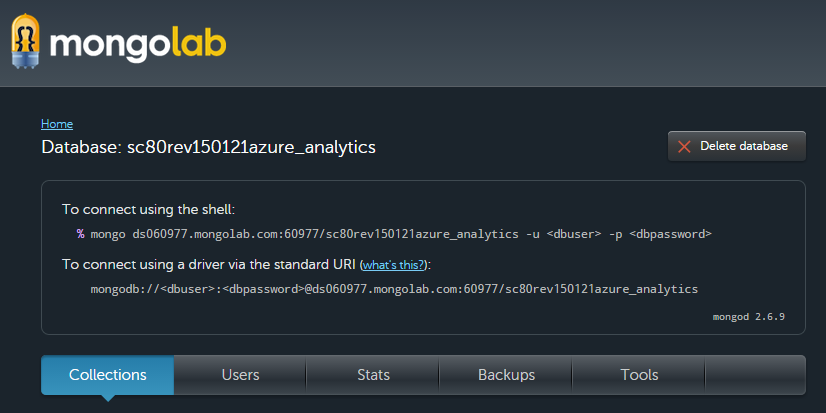 mongolab
Home
Database: sc80rev150121azure_analytics
Delete database
To connect using the shell:
% mongo ds060977.mongolab.com:60977/sc80rev150121azure_analytics -u <dbuser> -p <dbpassword>
To connect using a driver via the standard URI (what's this?):
mongodb://<dbuser>:<dbpassword>@ds060977.mongolab.com:60977/sc80rev150121azure_analytics
mongod 2.6.9
Collections
Users
Stats
Backups
Tools